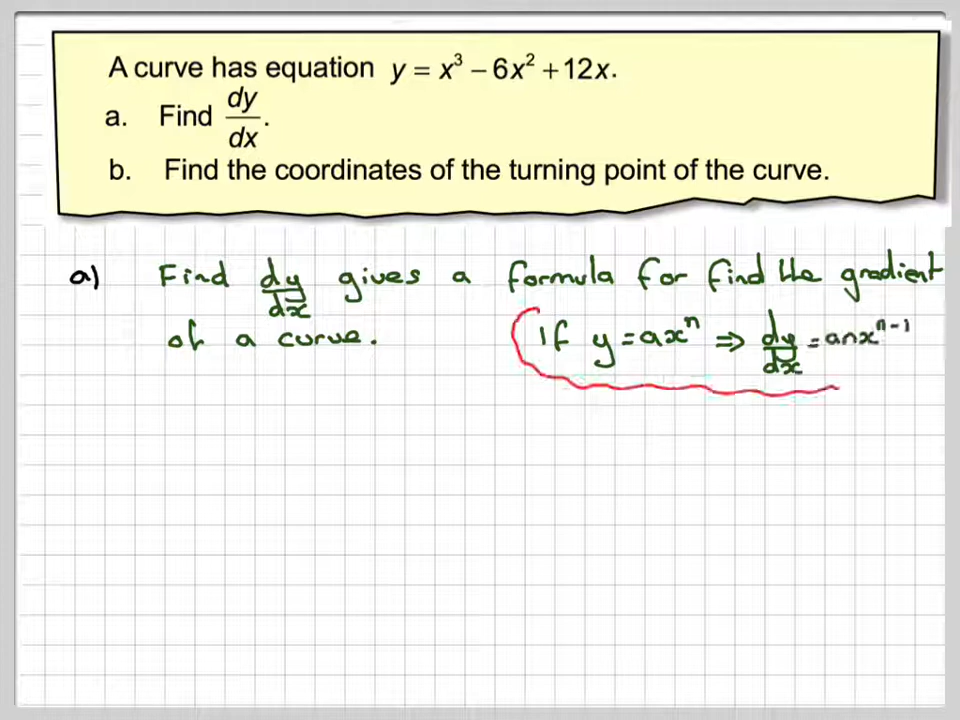 A curve has equation y = x³ – 6x² + 12x.
a. Find dy/dx.
b. Find the coordinates of the turning point of the curve.
a) Find dy/dx gives a formula for find the gradient
of a curve. If y = axⁿ ⇒ dy/dx = anxⁿ⁻¹